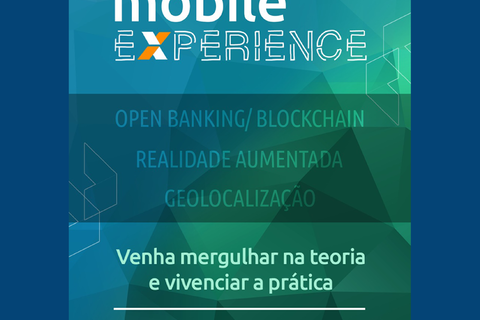 mobile
EXPERIENCE
OPEN BANKING/ BLOCKCHAIN
REALIDADE AUMENTADA
GEOLOCALIZAÇÃO
Venha mergulhar na teoria
e vivenciar a prática